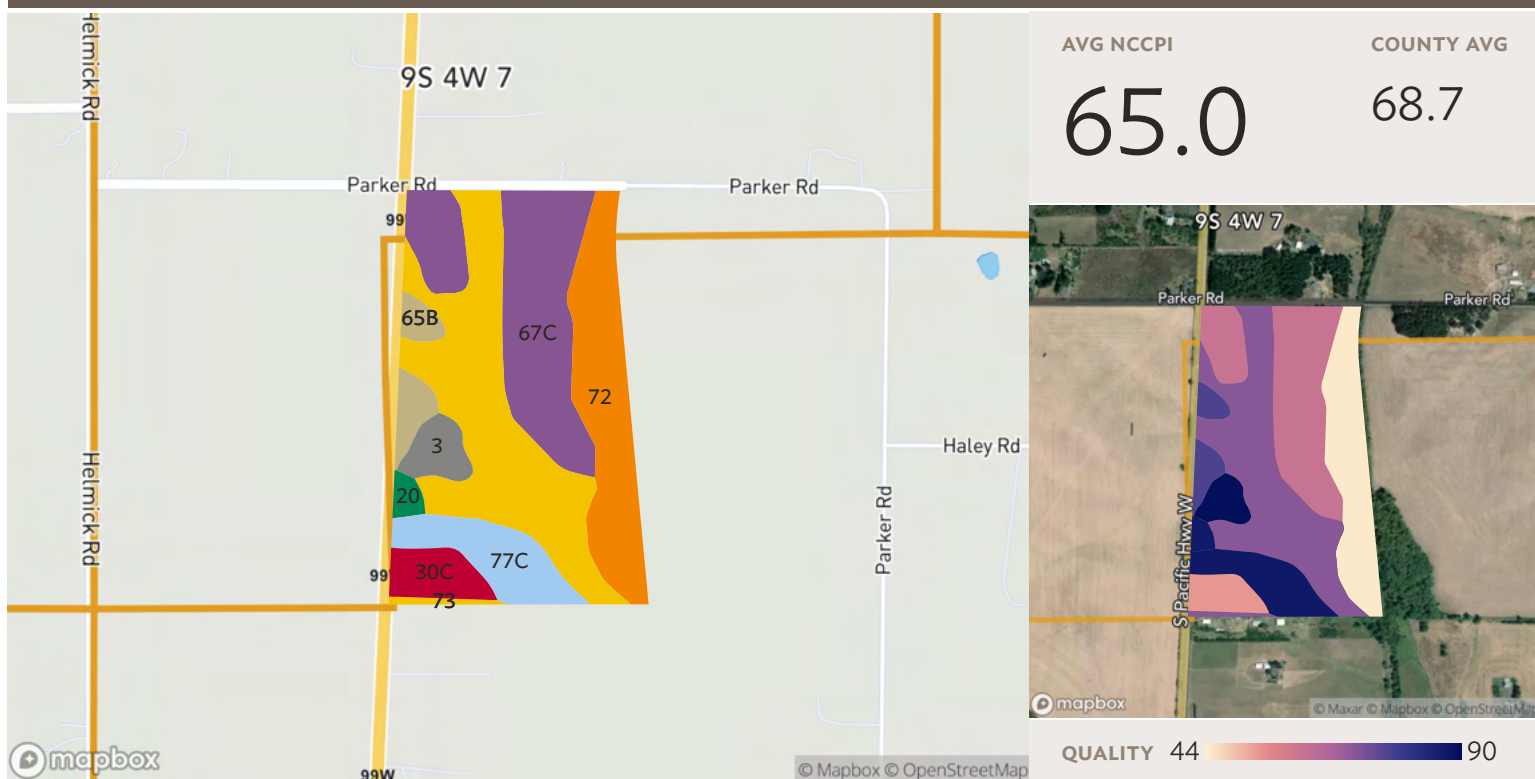 Helmick Rd
9S 4W 7
Parker Rd
Parker Rd
99
65B
67C
72
3
Haley Rd
20
Helmick Rd
Parker Rd
77C
99
30C
73
mapbox
99W
© Mapbox © OpenStreetMap
AVG NCCPI
COUNTY AVG
65.0
68.7
9S 4W 7
Parker Rd
Parker Rd
S Pacific Hwy W
mapbox
© Maxar © Mapbox © OpenStreetMap
QUALITY 44 90